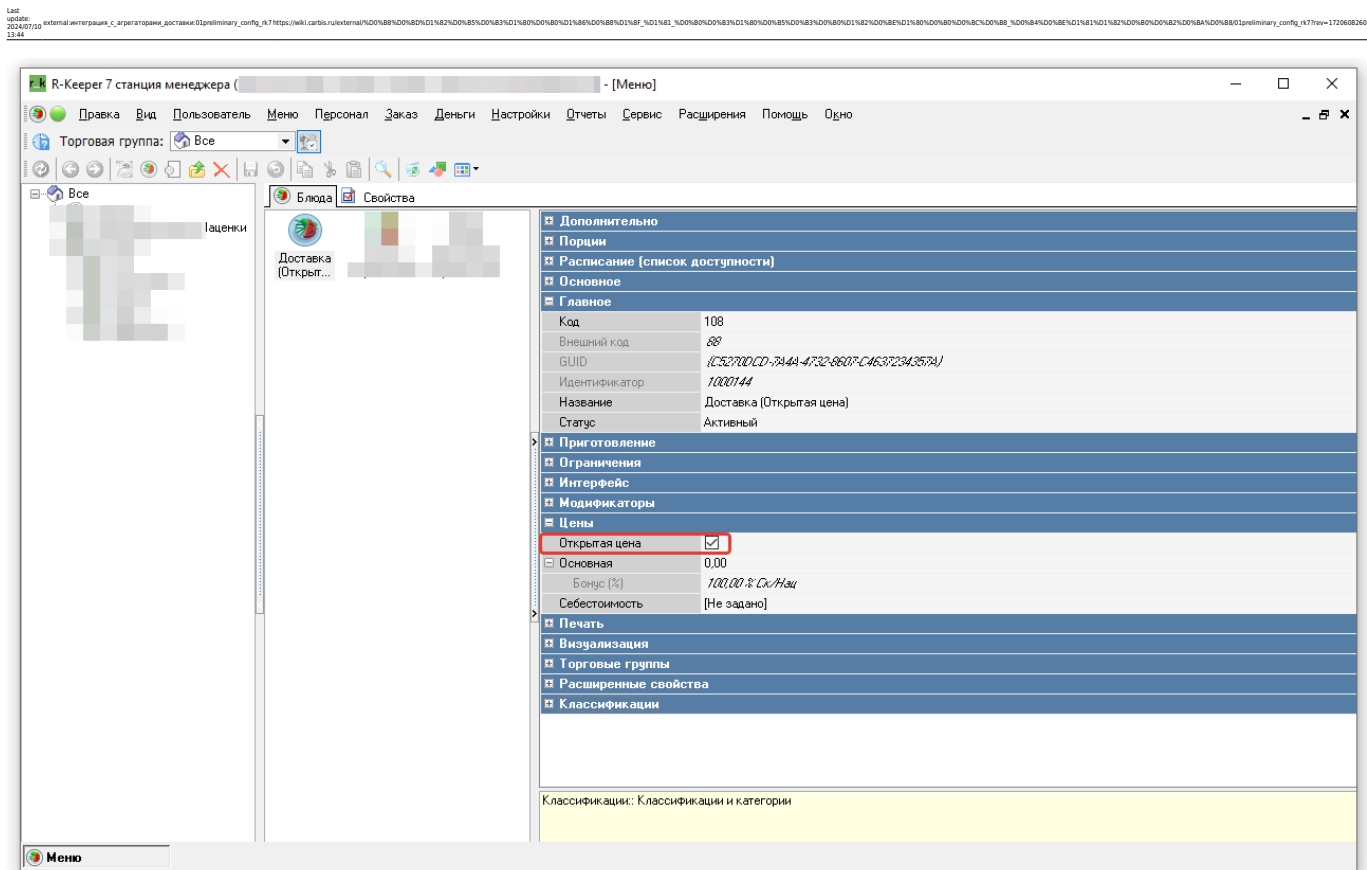 Last
update:
2024/07/10
13:44
external:интеграция_с_агрегаторами_доставки:01preliminary_config_rk7 https://wiki.carbis.ru/external/%D0%B8%D0%BD%D1%82%D0%B5%D0%B3%D1%80%D0%B0%D1%86%D0%B8%D1%8F_%D1%81_%D0%B0%D0%B3%D1%80%D0%B5%D0%B3%D0%B0%D1%82%D0%BE%D1%80%D0%B0%D0%BC%D0%B8_%D0%B4%D0%BE%D1%81%D1%82%D0%B0%D0%B2%D0%BA%D0%B8/01preliminary_config_rk7?rev=1720608260
r_k R-Keeper 7 станция менеджера ( - [Меню]
Правка Вид Пользователь Меню Персонал Заказ Деньги Настройки Отчеты Сервис Расширения Помощь Окно
Торговая группа: Все
Все
Блюда Свойства
аценки
Доставка
(Открыт...
Дополнительно
Порции
Расписание (список доступности)
Основное
Главное
Код 108
Внешний код 88
GUID {C5270DCD-7A4A-4732-8607-C4637234357A}
Идентификатор 1000144
Название Доставка (Открытая цена)
Статус Активный
Приготовление
Ограничения
Интерфейс
Модификаторы
Цены
Открытая цена
Основная 0,00
Бонус (%) 100,00 % Ск/Нац
Себестоимость [Не задано]
Печать
Визуализация
Торговые группы
Расширенные свойства
Классификации
Классификации:: Классификации и категории
Меню